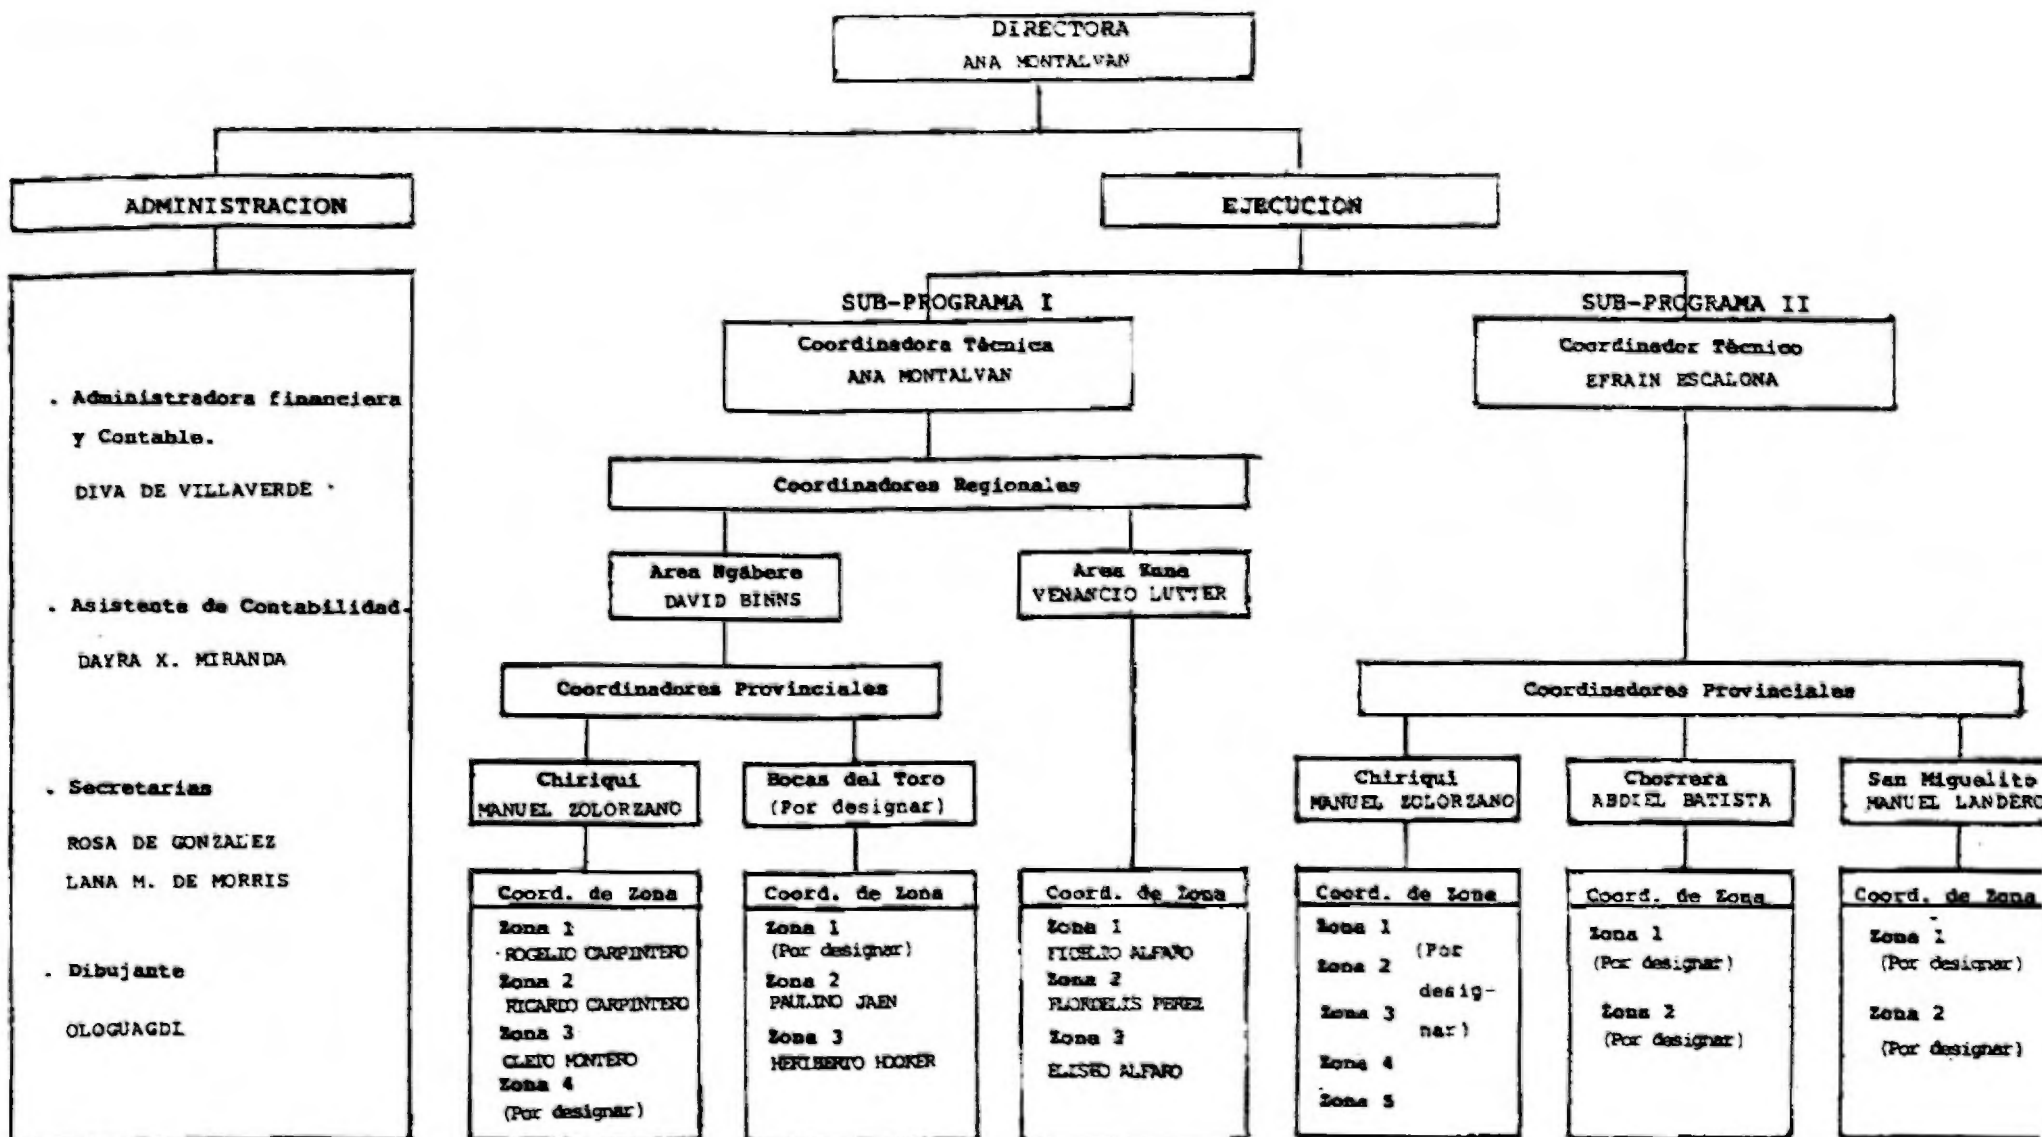 DIRECTORA
ANA MONTALVAN
ADMINISTRACION
EJECUCION
. Administradora financiera
y Contable.
DIVA DE VILLAVERDE
. Asistente de Contabilidad.
DAYRA X. MIRANDA
. Secretarias
ROSA DE GONZALEZ
LANA M. DE MORRIS
. Dibujante
OLOGUAGDI
SUB-PROGRAMA I
Coordinadora Técnica
ANA MONTALVAN
Coordinadores Regionales
Area Ngäbere
DAVID BINNS
Area Kuna
VENANCIO LUTTER
Coordinadores Provinciales
Chiriqui
MANUEL ZOLORZANO
Bocas del Toro
(Por designar)
Coord. de Zona
Zona 1
ROGELIO CARPINTERO
Zona 2
RICARDO CARPINTERO
Zona 3
CLETO MONTERO
Zona 4
(Por designar)
Coord. de Zona
Zona 1
(Por designar)
Zona 2
PAULINO JAEN
Zona 3
HERIBERTO HOOKER
Coord. de Zona
Zona 1
ALFARO
Zona 2
FLORDELIS PEREZ
Zona 3
ELISEO ALFARO
SUB-PROGRAMA II
Coordinador Técnico
EFRAIN ESCALONA
Coordinadores Provinciales
Chiriqui
MANUEL ZOLORZANO
Chorrera
ABDIEL BATISTA
San Miguelito
MANUEL LANDERO
Coord. de Zona
Zona 1
(Por
Zona 2
desig-
Zona 3
nar)
Zona 4
Zona 5
Coord. de Zona
Zona 1
(Por designar)
Zona 2
(Por designar)
Coord. de Zona
Zona 1
(Por designar)
Zona 2
(Por designar)